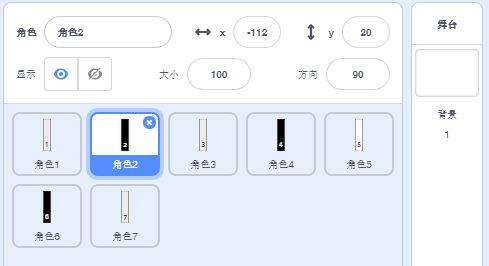 角色 角色2 x -112 y 20
显示 大小 100 方向 90
1 2 3 4 5
角色1 角色2 角色3 角色4 角色5
6 7
角色6 角色7
舞台
背景
1